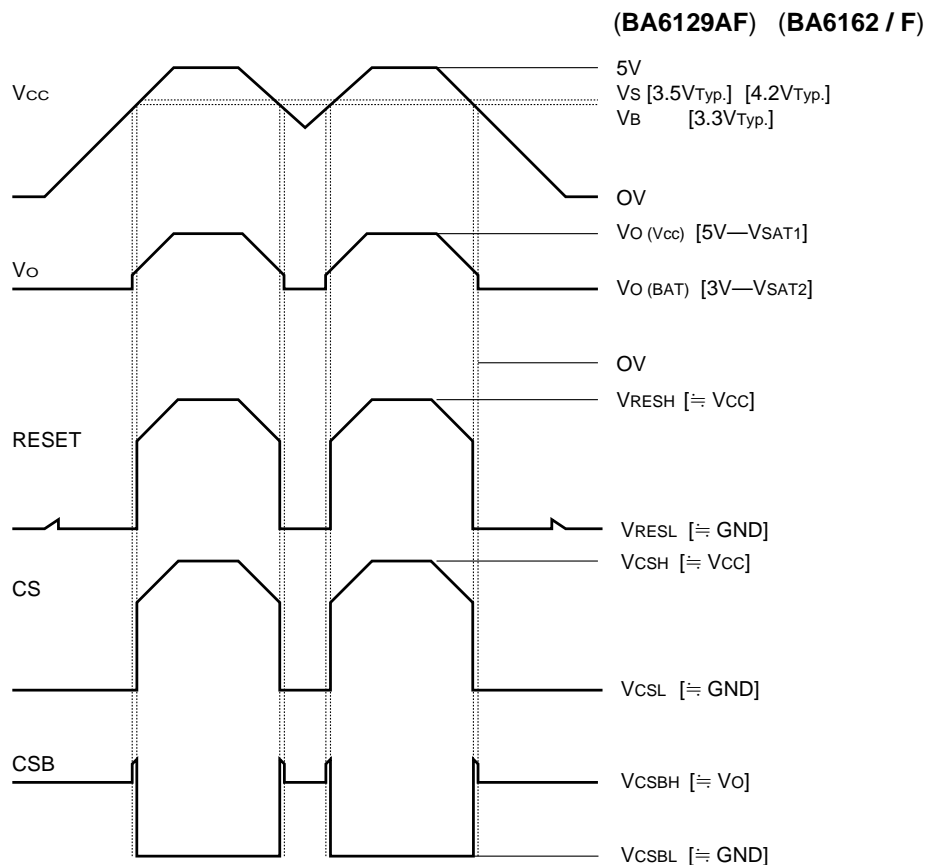 (BA6129AF) (BA6162 / F)
VCC
5V
VS [3.5VTyp.] [4.2VTyp.]
VB [3.3VTyp.]
OV
VO (Vcc) [5V—VSAT1]
VO
VO (BAT) [3V—VSAT2]
OV
VRESH [≒ VCC]
RESET
VRESL [≒ GND]
VCSH [≒ VCC]
CS
VCSL [≒ GND]
CSB
VCSBH [≒ VO]
VCSBL [≒ GND]